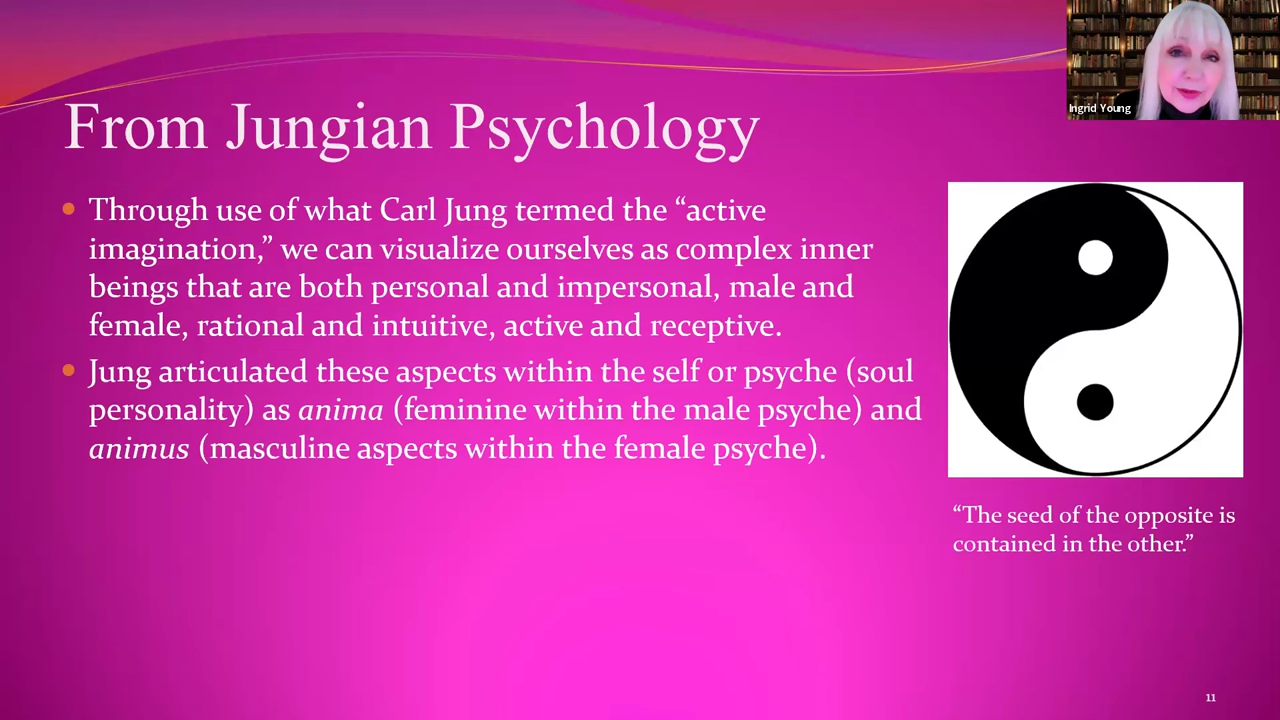 Ingrid Young
From Jungian Psychology
• Through use of what Carl Jung termed the “active
imagination,” we can visualize ourselves as complex inner
beings that are both personal and impersonal, male and
female, rational and intuitive, active and receptive.
• Jung articulated these aspects within the self or psyche (soul
personality) as anima (feminine within the male psyche) and
animus (masculine aspects within the female psyche).
“The seed of the opposite is
contained in the other.”
11